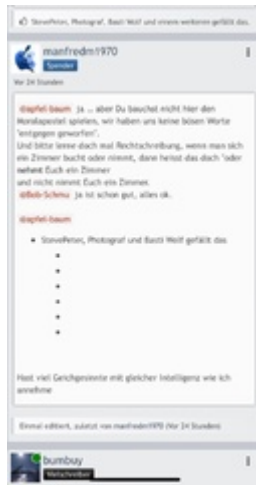 StevePeter, Photograf, Basti Wolf und einem weiteren gefällt das.
manfredm1970
Spender
Vor 24 Stunden
@apfel-baum ja ... aber Du bauchst nicht hier den
Moralapostel spielen, wir haben uns keine bösen Worte
"entgegen geworfen".
Und bitte lerne doch mal Rechtschreibung, wenn man sich
ein Zimmer bucht oder nimmt, dann heisst das doch "oder
nehmt Euch ein Zimmer
und nicht nimmt Euch ein Zimmer.
@Bob-Schmu ja ist schon gut, alles ok.
@apfel-baum
StevePeter, Photograf und Basti Wolf gefällt das
Hast viel Gleichgesinnte mit gleicher Intelligenz wie ich
annehme
Einmal editiert, zuletzt von manfredm1970 (Vor 24 Stunden)
bumbuy
Vielschreiber